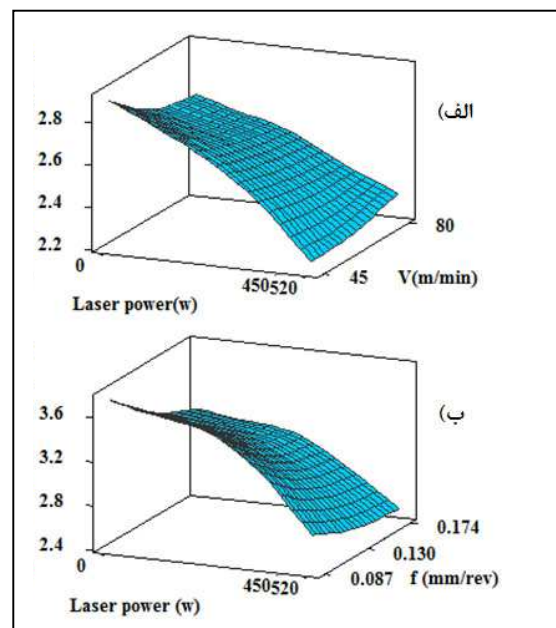 الف)
2.8
2.6
2.4
2.2
0
450520
Laser power(w)
45
80
V(m/min)
ب)
3.6
3.2
2.8
2.4
0
450520
Laser power (w)
0.087
0.130
0.174
f (mm/rev)